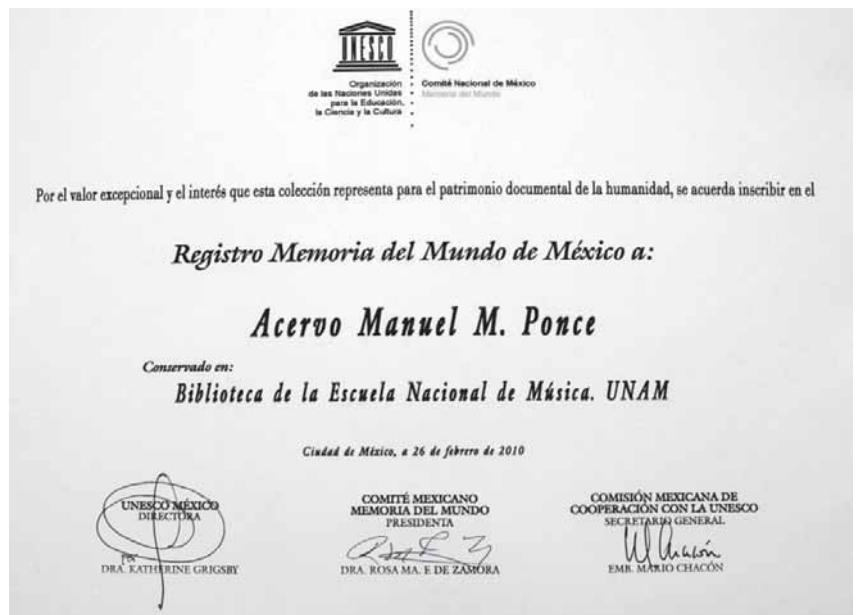 UNESCO
Organización
de las Naciones Unidas
para la Educación,
la Ciencia y la Cultura
Comité Nacional de México
Memoria del Mundo
Por el valor excepcional y el interés que esta colección representa para el patrimonio documental de la humanidad, se acuerda inscribir en el
Registro Memoria del Mundo de México a:
Acervo Manuel M. Ponce
Conservado en:
Biblioteca de la Escuela Nacional de Música. UNAM
Ciudad de México, a 26 de febrero de 2010
UNESCO MÉXICO
DIRECTORA
por
DRA. KATHERINE GRIGSBY
COMITÉ MEXICANO
MEMORIA DEL MUNDO
PRESIDENTA
DRA. ROSA MA. F. DE ZAMORA
COMISIÓN MEXICANA DE
COOPERACIÓN CON LA UNESCO
SECRETARIO GENERAL
EMB. MARIO CHACÓN